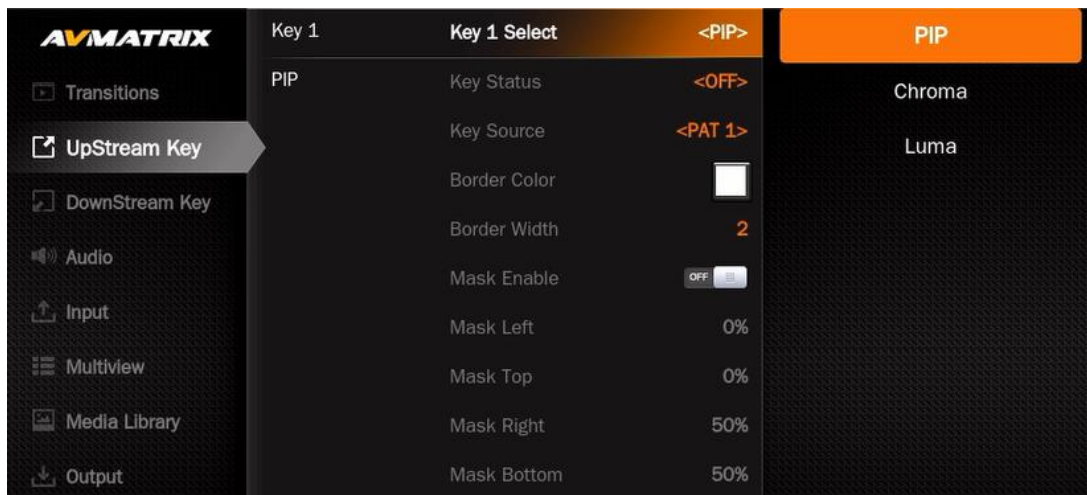 AVMATRIX
Transitions
UpStream Key
DownStream Key
Audio
Input
Multiview
Media Library
Output
Key 1 Key 1 Select <PIP>
PIP Key Status <OFF>
Key Source <PAT 1>
Border Color
Border Width 2
Mask Enable OFF
Mask Left 0%
Mask Top 0%
Mask Right 50%
Mask Bottom 50%
PIP
Chroma
Luma